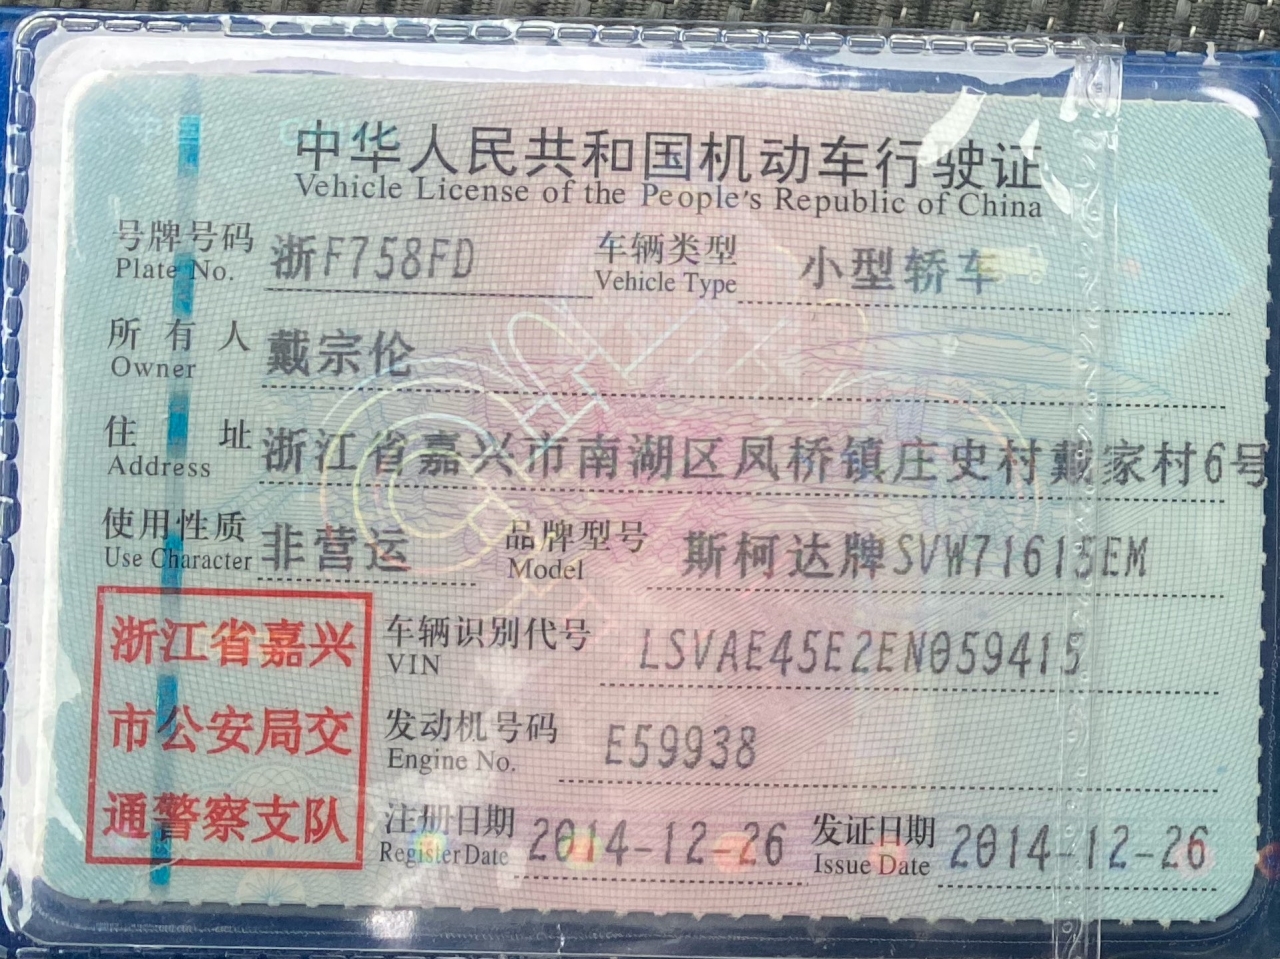 中华人民共和国机动车行驶证
Vehicle License of the People's Republic of China
号牌号码 浙F758FD 车辆类型 小型轿车
Plate No. Vehicle Type
所有人 戴宗伦
Owner
住址 浙江省嘉兴市南湖区凤桥镇庄史村戴家村6号
Address
使用性质 非营运 品牌型号 斯柯达牌SVW71615EM
Use Character Model
浙江省嘉兴
市公安局交
通警察支队
车辆识别代号 LSVAE45E2EN059415
VIN
发动机号码 E59938
Engine No.
注册日期 2014-12-26 发证日期 2014-12-26
Register Date Issue Date